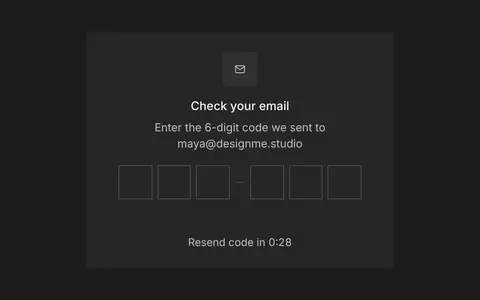 Check your email
Enter the 6-digit code we sent to
maya@designme.studio
Resend code in 0:28